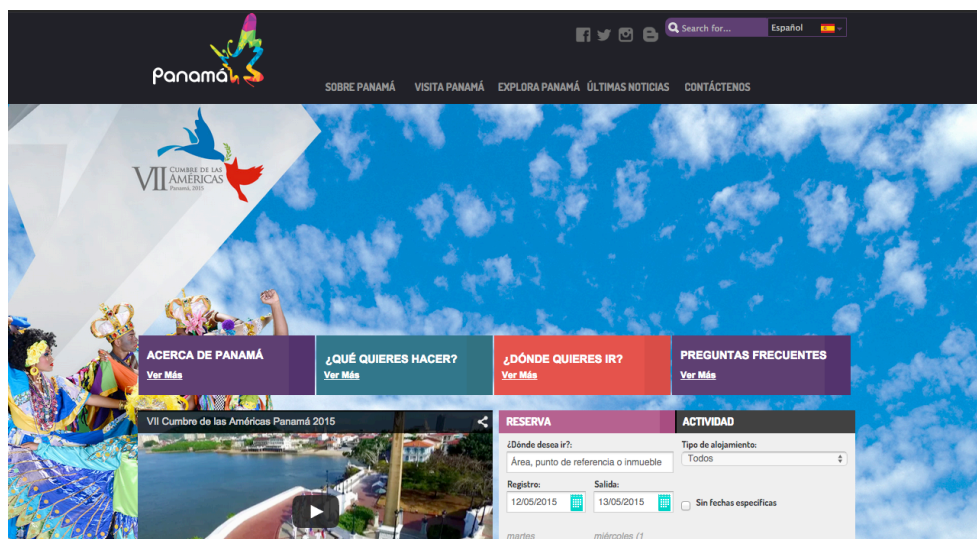 Panamá
Search for...
Español
SOBRE PANAMÁ
VISITA PANAMÁ
EXPLORA PANAMÁ
ÚLTIMAS NOTICIAS
CONTÁCTENOS
VII CUMBRE DE LAS
AMÉRICAS
Panamá, 2015
ACERCA DE PANAMÁ
Ver Más
¿QUÉ QUIERES HACER?
Ver Más
¿DÓNDE QUIERES IR?
Ver Más
PREGUNTAS FRECUENTES
Ver Más
VII Cumbre de las Américas Panamá 2015
RESERVA
ACTIVIDAD
¿Dónde desea ir?:
Área, punto de referencia o inmueble
Tipo de alojamiento:
Todos
Registro:
Salida:
12/05/2015
13/05/2015
Sin fechas específicas
martes
miércoles (1